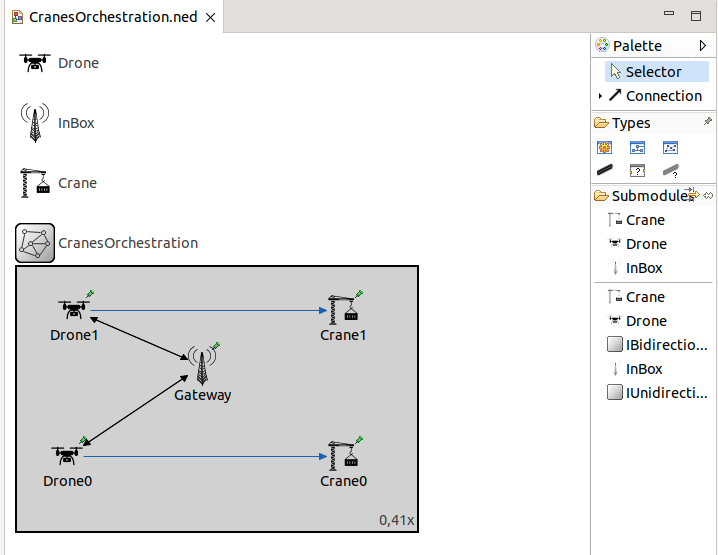 CranesOrchestration.ned
Drone
InBox
Crane
CranesOrchestration
Drone1
Crane1
Gateway
Drone0
Crane0
0,41x
Palette
Selector
Connection
Types
?
?
Submodules
Crane
Drone
InBox
Crane
Drone
IBidirectio...
InBox
IUnidirecti...